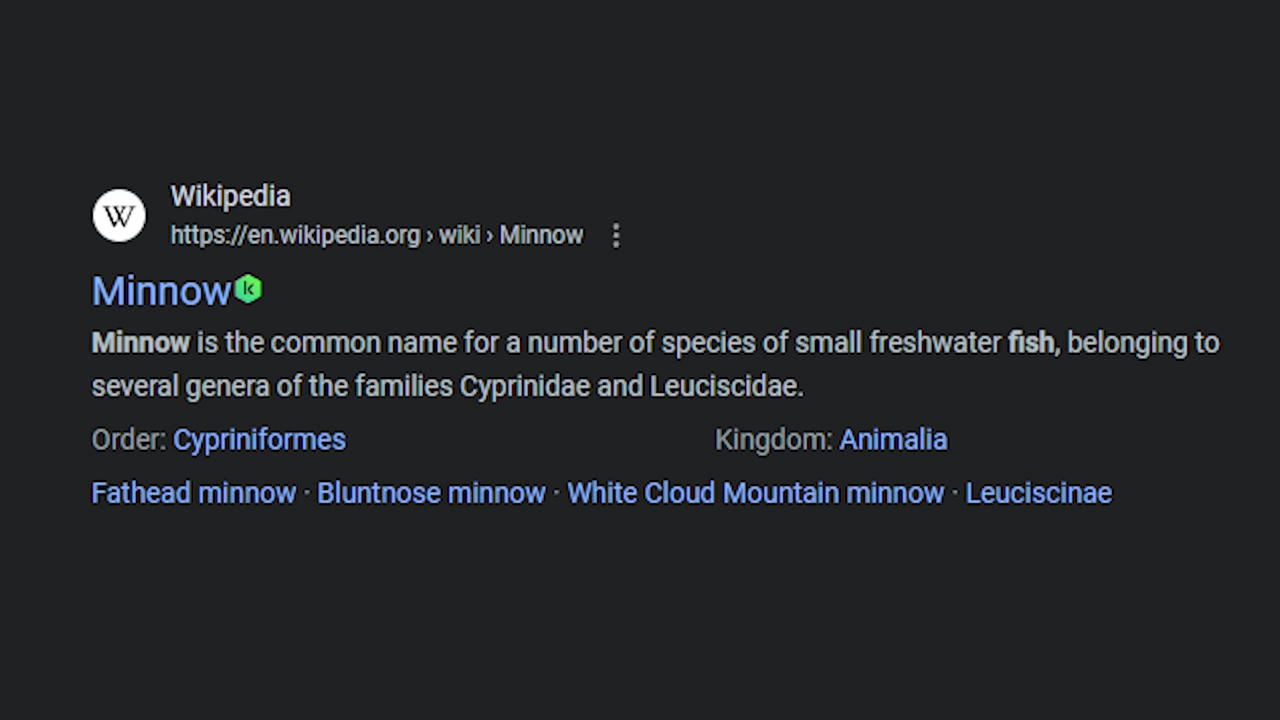 W
Wikipedia
https://en.wikipedia.org › wiki › Minnow
Minnow
Minnow is the common name for a number of species of small freshwater fish, belonging to
several genera of the families Cyprinidae and Leuciscidae.
Order: Cypriniformes Kingdom: Animalia
Fathead minnow · Bluntnose minnow · White Cloud Mountain minnow · Leuciscinae